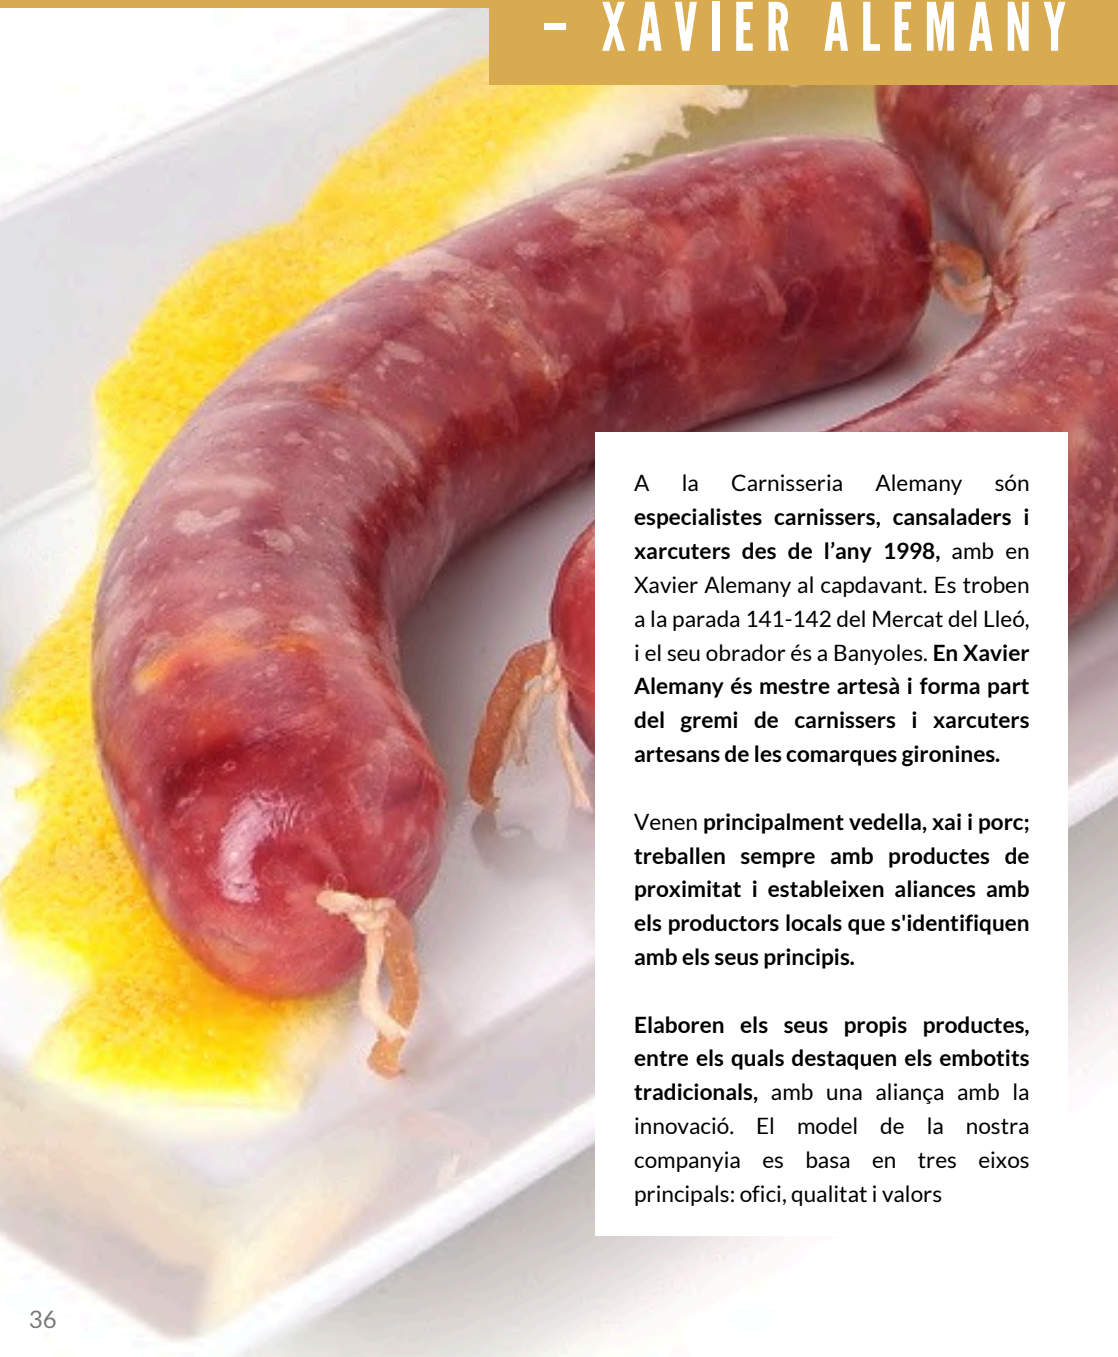 – XAVIER ALEMANY
A la Carnisseria Alemany són
especialistes carnissers, cansaladers i
xarcuters des de l’any 1998, amb en
Xavier Alemany al capdavant. Es troben
a la parada 141-142 del Mercat del Lleó,
i el seu obrador és a Banyoles. En Xavier
Alemany és mestre artesà i forma part
del gremi de carnissers i xarcuters
artesans de les comarques gironines.
Venen principalment vedella, xai i porc;
treballen sempre amb productes de
proximitat i estableixen aliances amb
els productors locals que s'identifiquen
amb els seus principis.
Elaboren els seus propis productes,
entre els quals destaquen els embotits
tradicionals, amb una aliança amb la
innovació. El model de la nostra
companyia es basa en tres eixos
principals: ofici, qualitat i valors
36